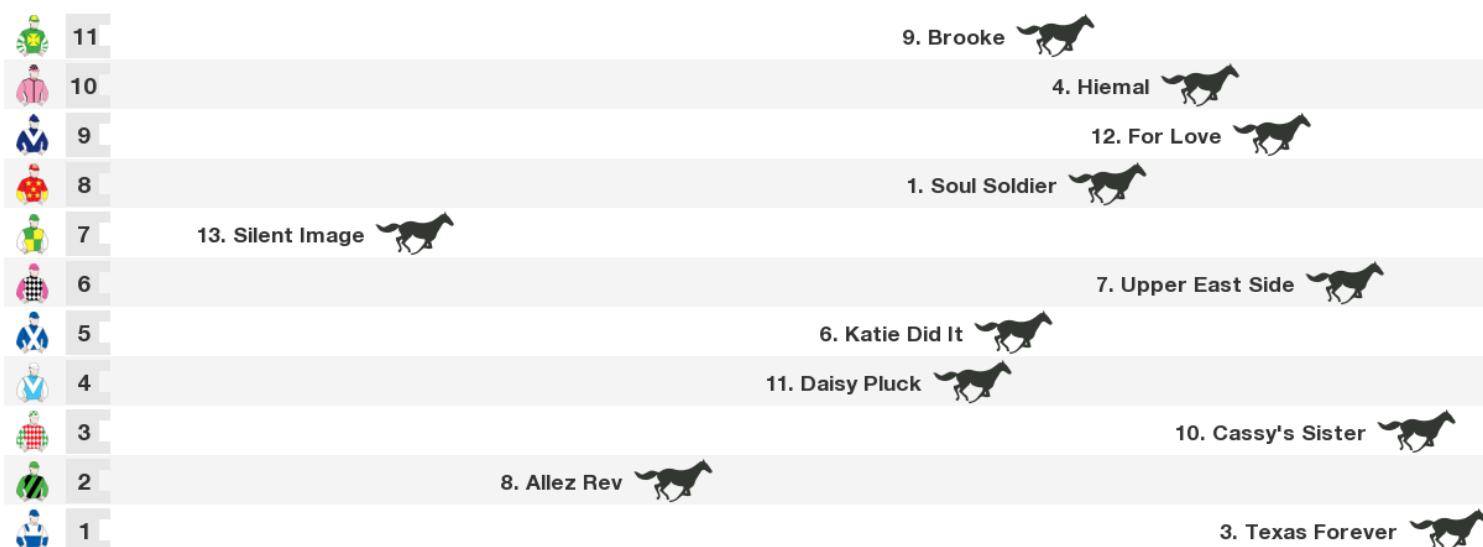 11 9. Brooke
10 4. Hiemal
9 12. For Love
8 1. Soul Soldier
7 13. Silent Image
6 7. Upper East Side
5 6. Katie Did It
4 11. Daisy Pluck
3 10. Cassy's Sister
2 8. Allez Rev
1 3. Texas Forever